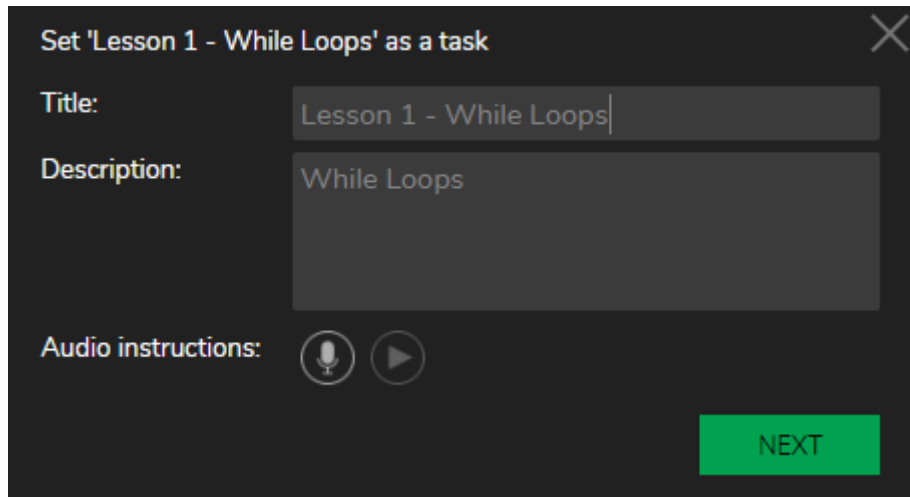 Set 'Lesson 1 - While Loops' as a task
Title:
Lesson 1 - While Loops
Description:
While Loops
Audio instructions:
NEXT